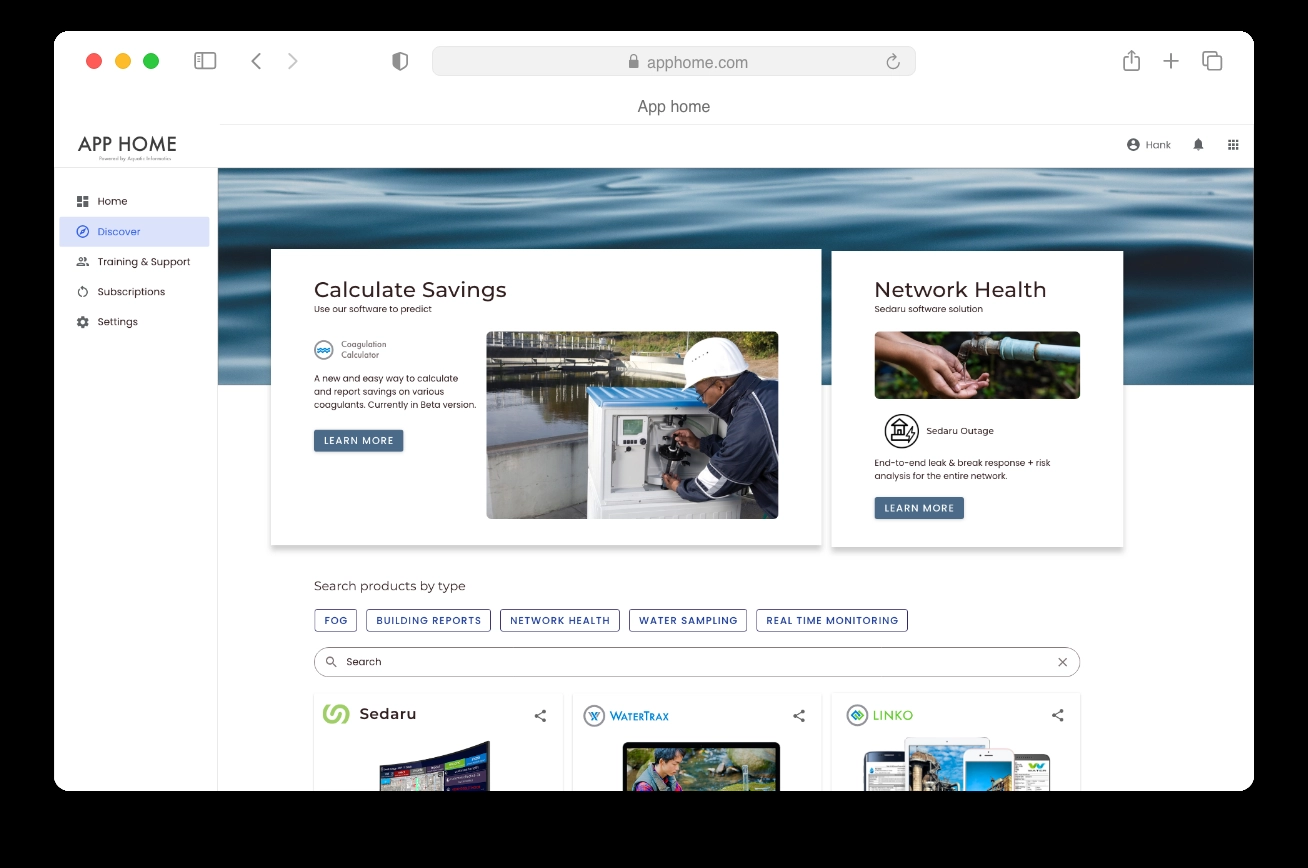 apphome.com
App home
APP HOME
Powered by Aquatic Informatics
Hank
Home
Discover
Training & Support
Subscriptions
Settings
Calculate Savings
Use our software to predict
Coagulation
Calculator
A new and easy way to calculate
and report savings on various
coagulants. Currently in Beta version.
LEARN MORE
Network Health
Sedaru software solution
Sedaru Outage
End-to-end leak & break response + risk
analysis for the entire network.
LEARN MORE
Search products by type
FOG
BUILDING REPORTS
NETWORK HEALTH
WATER SAMPLING
REAL TIME MONITORING
Search
Sedaru
WATERTRAX
LINKO